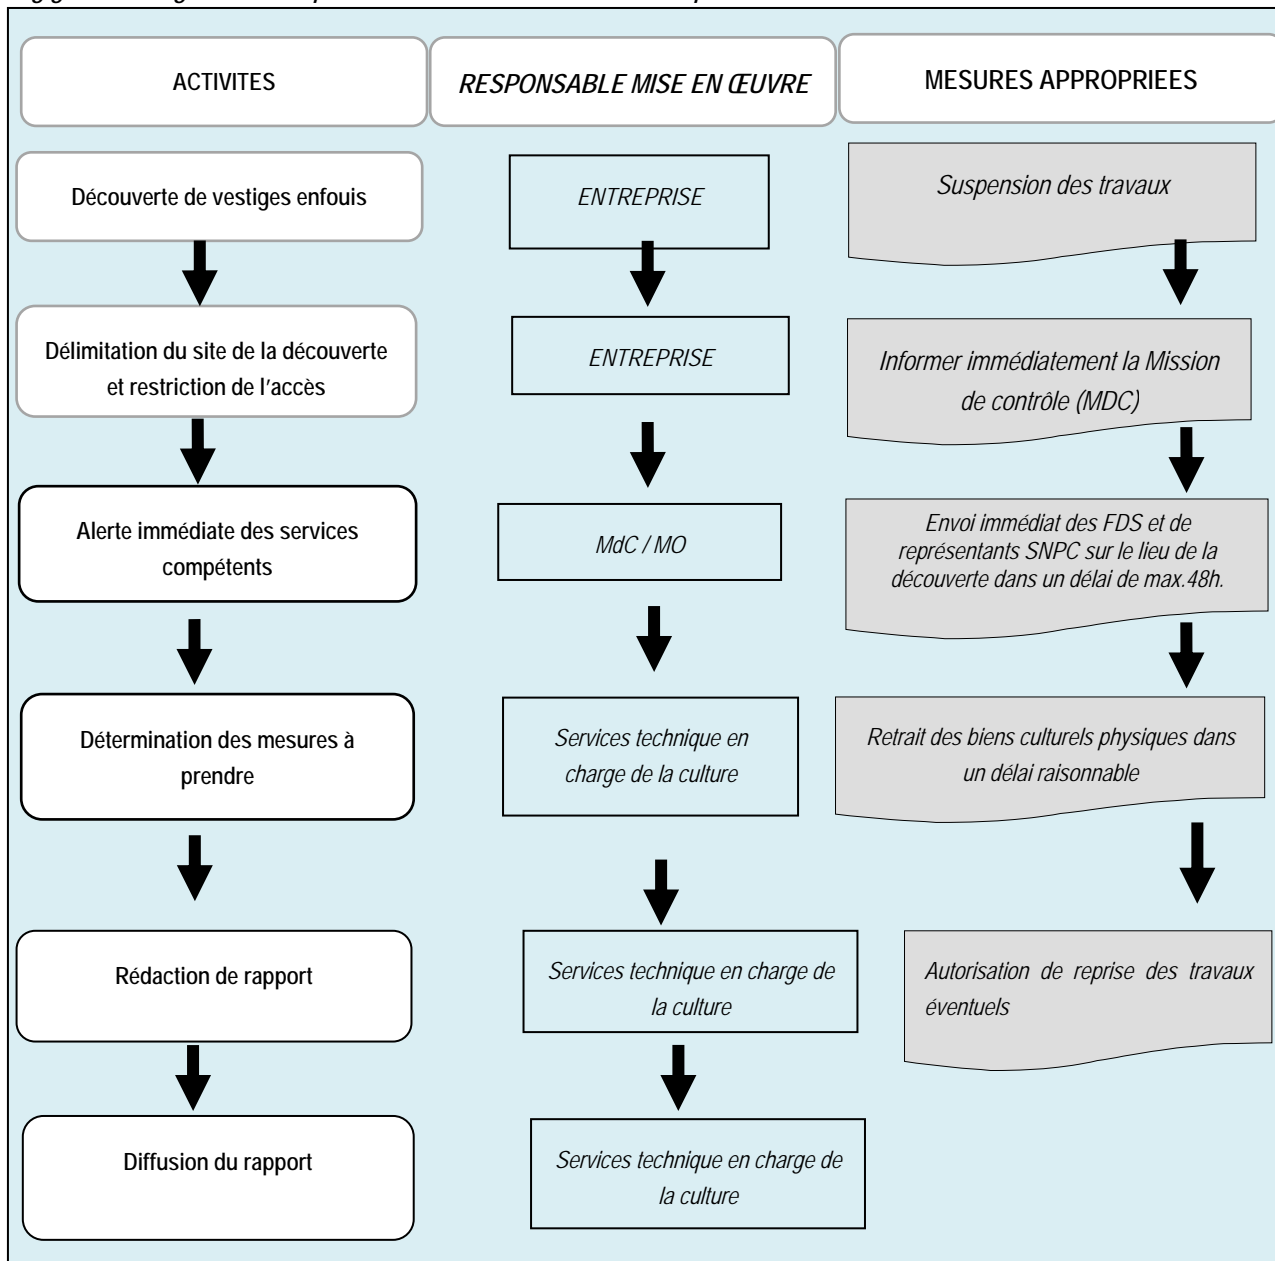 ACTIVITES
RESPONSABLE MISE EN ŒUVRE
MESURES APPROPRIEES
Découverte de vestiges enfouis
ENTREPRISE
Suspension des travaux
Délimitation du site de la découverte
et restriction de l'accès
ENTREPRISE
Informer immédiatement la Mission
de contrôle (MDC)
Alerte immédiate des services
compétents
MdC / MO
Envoi immédiat des FDS et de
représentants SNPC sur le lieu de la
découverte dans un délai de max.48h.
Détermination des mesures à
prendre
Services technique en
charge de la culture
Retrait des biens culturels physiques dans
un délai raisonnable
Rédaction de rapport
Services technique en charge de
la culture
Autorisation de reprise des travaux
éventuels
Diffusion du rapport
Services technique en charge de
la culture